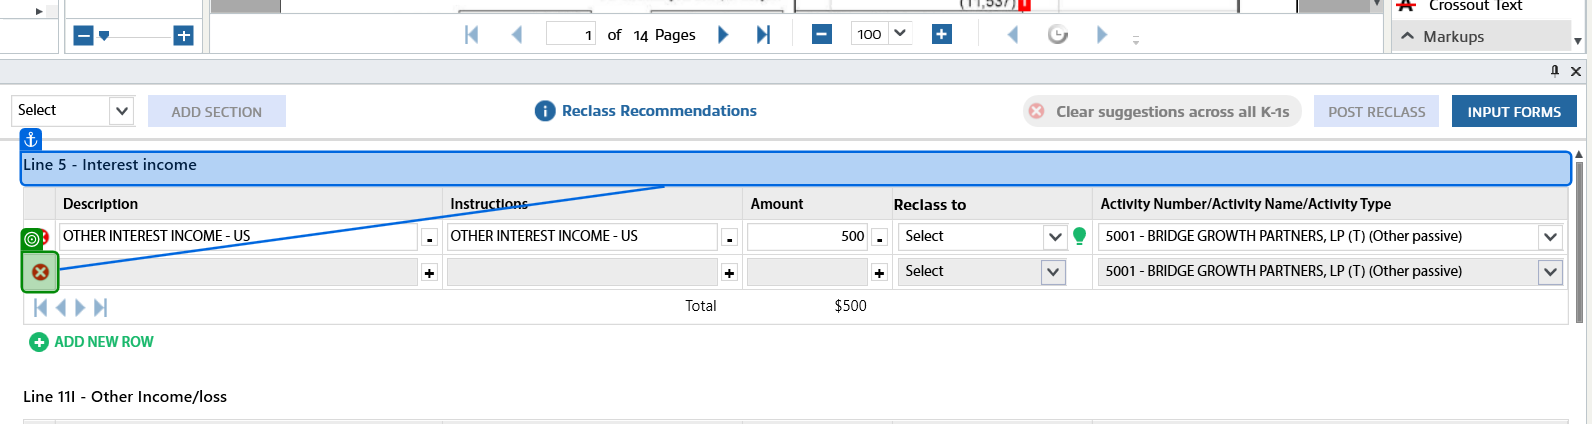 (11,537)
Crossout Text
1 of 14 Pages
100
Markups
Select
ADD SECTION
Reclass Recommendations
Clear suggestions across all K-1s
POST RECLASS
INPUT FORMS
Line 5 - Interest income
Description
Instructions
Amount
Reclass to
Activity Number/Activity Name/Activity Type
OTHER INTEREST INCOME - US
OTHER INTEREST INCOME - US
500
Select
5001 - BRIDGE GROWTH PARTNERS, LP (T) (Other passive)
Select
5001 - BRIDGE GROWTH PARTNERS, LP (T) (Other passive)
Total
$500
ADD NEW ROW
Line 11I - Other Income/loss